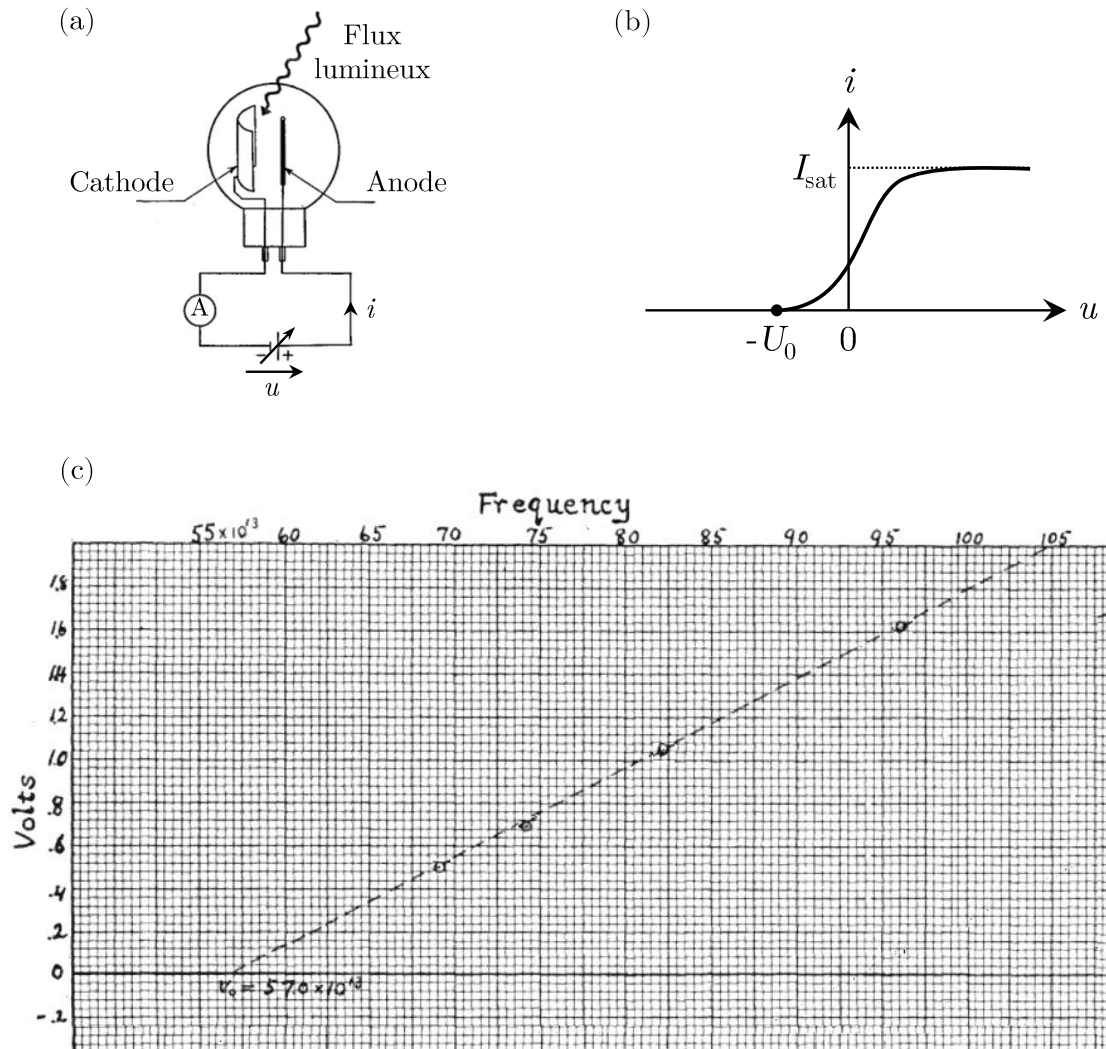 (a)
Flux
lumineux
Cathode
Anode
A
i
- +
u
(b)
i
I_sat
-U_0
0
u
(c)
Frequency
55×10^13 60 65 70 75 80 85 90 95 100 105
1.8
1.6
1.4
1.2
1.0
.8
.6
.4
.2
0
-.2
Volts
ν_0 = 57.0×10^13